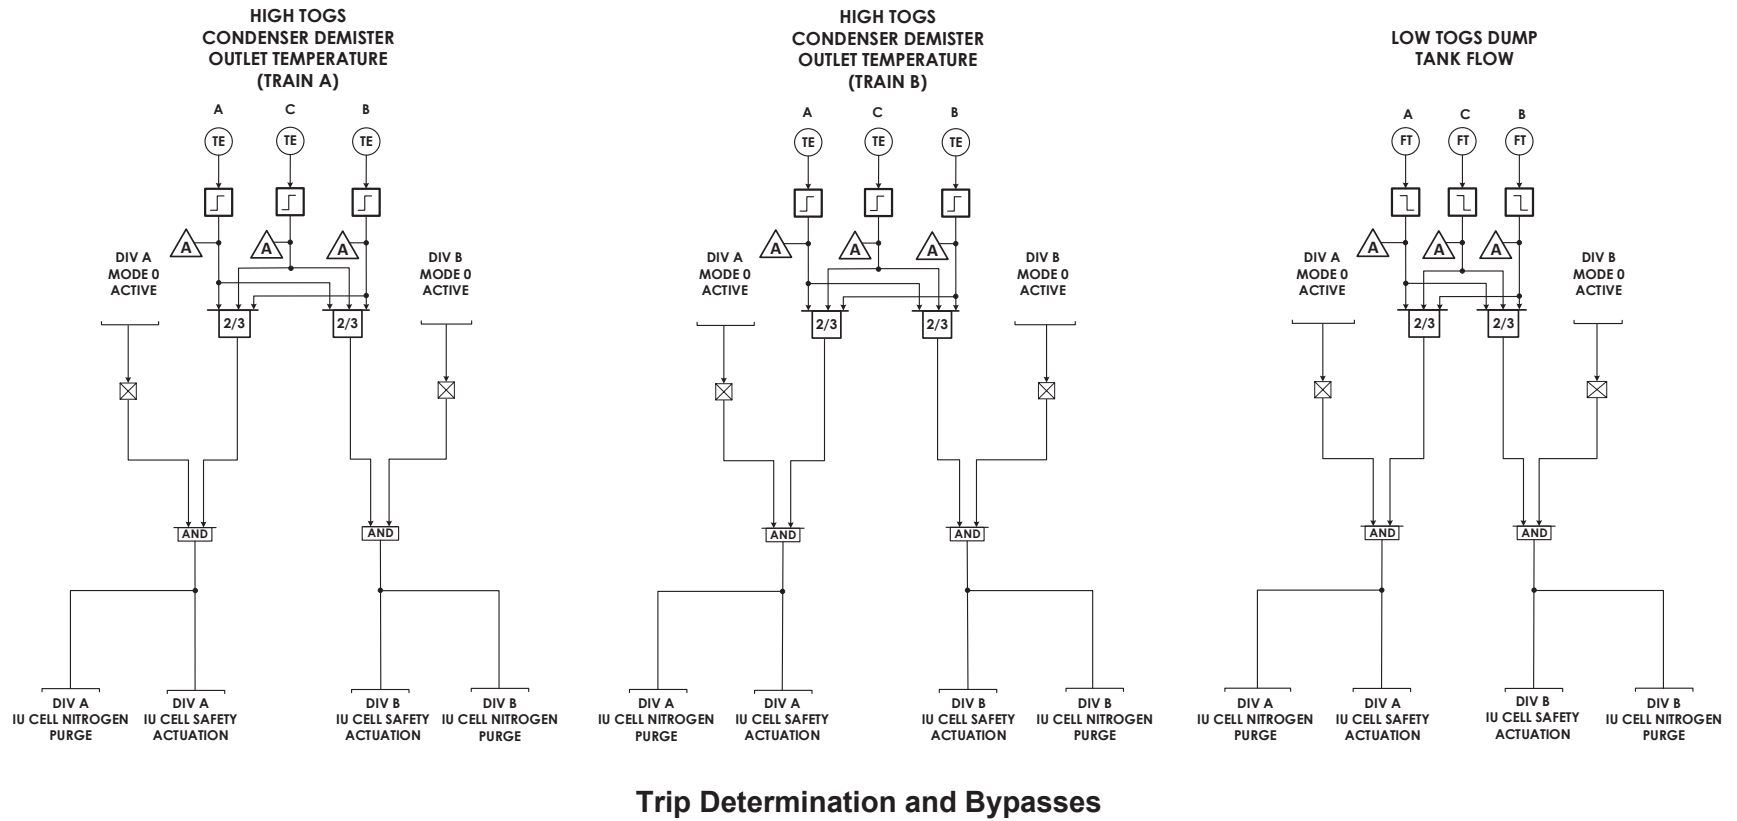 HIGH TOGS
CONDENSER DEMISTER
OUTLET TEMPERATURE
(TRAIN A)
A C B
TE TE TE
A A A
DIV A
MODE 0
ACTIVE
DIV B
MODE 0
ACTIVE
2/3 2/3
AND AND
DIV A
IU CELL NITROGEN
PURGE
DIV A
IU CELL SAFETY
ACTUATION
DIV B
IU CELL SAFETY
ACTUATION
DIV B
IU CELL NITROGEN
PURGE
HIGH TOGS
CONDENSER DEMISTER
OUTLET TEMPERATURE
(TRAIN B)
A C B
TE TE TE
A A A
DIV A
MODE 0
ACTIVE
DIV B
MODE 0
ACTIVE
2/3 2/3
AND AND
DIV A
IU CELL NITROGEN
PURGE
DIV A
IU CELL SAFETY
ACTUATION
DIV B
IU CELL SAFETY
ACTUATION
DIV B
IU CELL NITROGEN
PURGE
LOW TOGS DUMP
TANK FLOW
A C B
FT FT FT
A A A
DIV A
MODE 0
ACTIVE
DIV B
MODE 0
ACTIVE
2/3 2/3
AND AND
DIV A
IU CELL NITROGEN
PURGE
DIV A
IU CELL SAFETY
ACTUATION
DIV B
IU CELL SAFETY
ACTUATION
DIV B
IU CELL NITROGEN
PURGE
Trip Determination and Bypasses